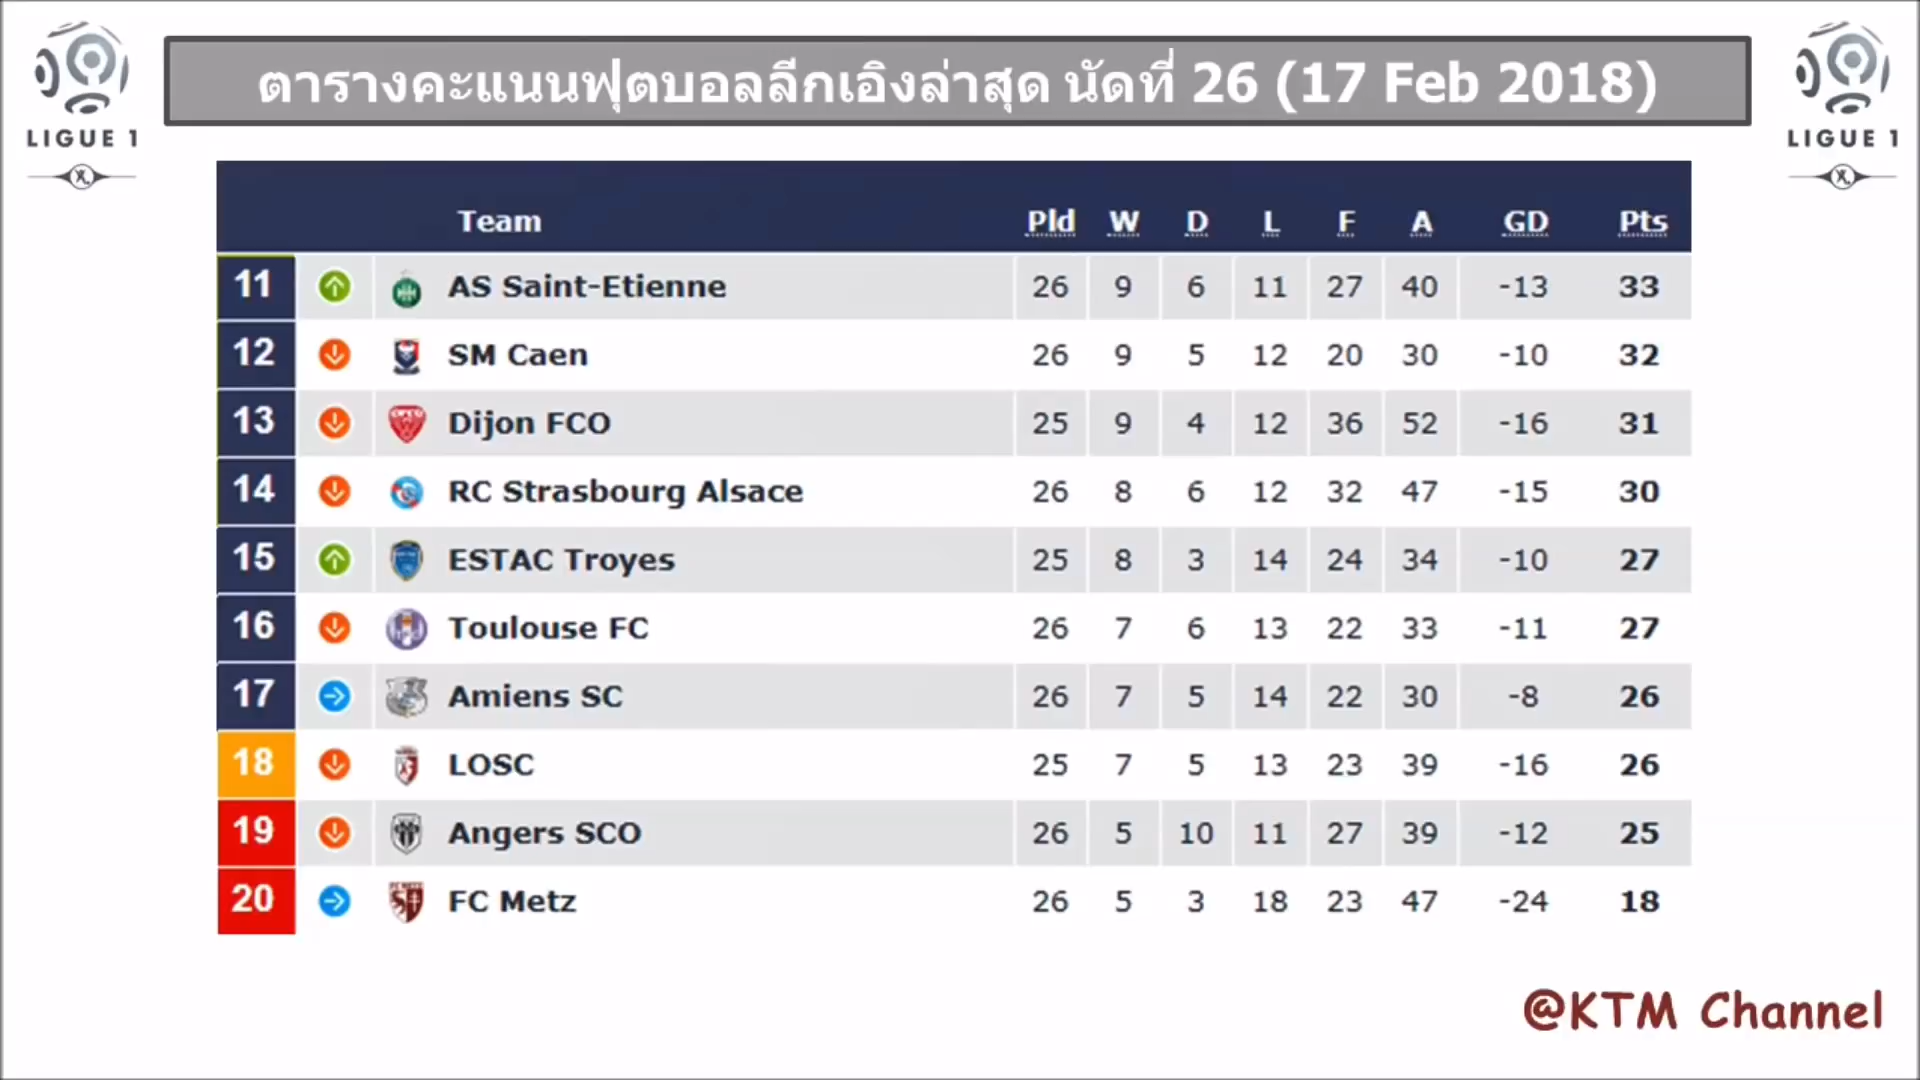 LIGUE 1
ตารางคะแนนฟุตบอลลีกเอิงล่าสุด นัดที่ 26 (17 Feb 2018)
LIGUE 1
Team Pld W D L F A GD Pts
11 AS Saint-Etienne 26 9 6 11 27 40 -13 33
12 SM Caen 26 9 5 12 20 30 -10 32
13 Dijon FCO 25 9 4 12 36 52 -16 31
14 RC Strasbourg Alsace 26 8 6 12 32 47 -15 30
15 ESTAC Troyes 25 8 3 14 24 34 -10 27
16 Toulouse FC 26 7 6 13 22 33 -11 27
17 Amiens SC 26 7 5 14 22 30 -8 26
18 LOSC 25 7 5 13 23 39 -16 26
19 Angers SCO 26 5 10 11 27 39 -12 25
20 FC Metz 26 5 3 18 23 47 -24 18
@KTM Channel